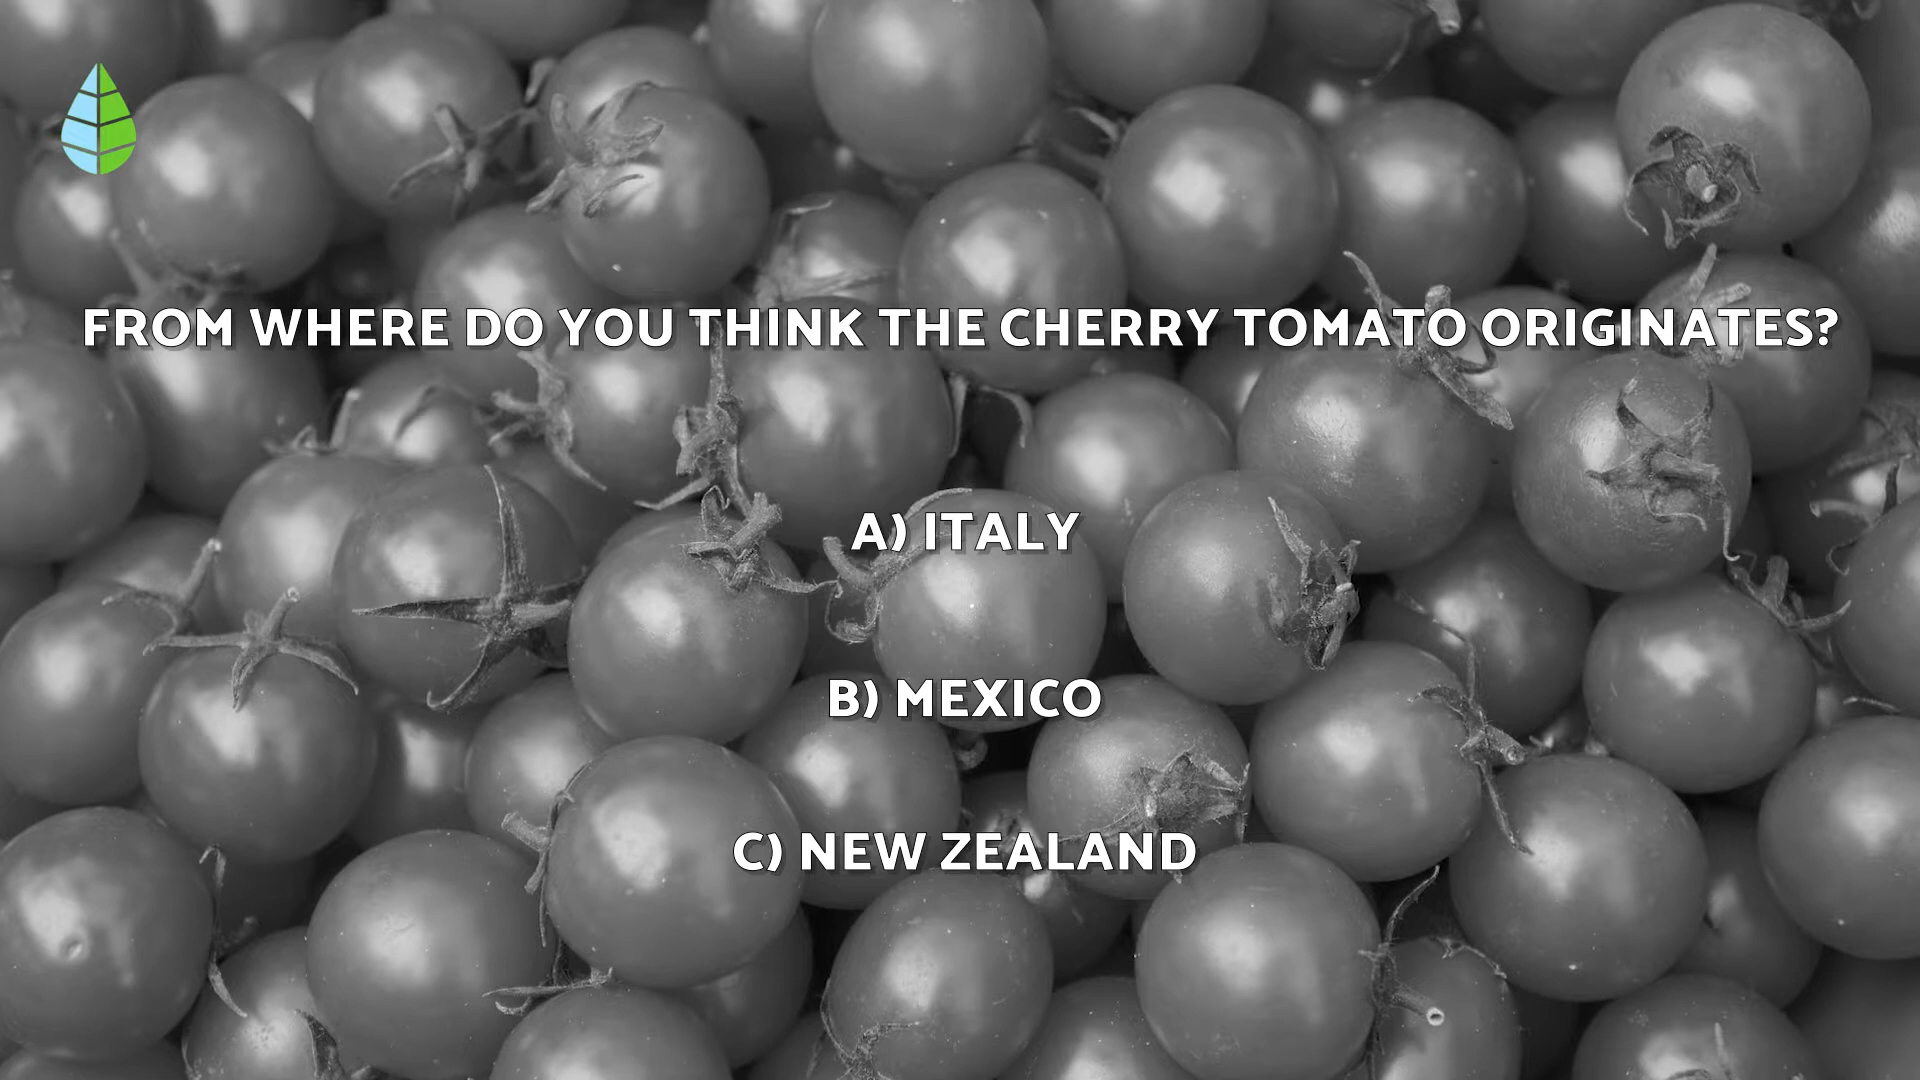 FROM WHERE DO YOU THINK THE CHERRY TOMATO ORIGINATES?
A) ITALY
B) MEXICO
C) NEW ZEALAND